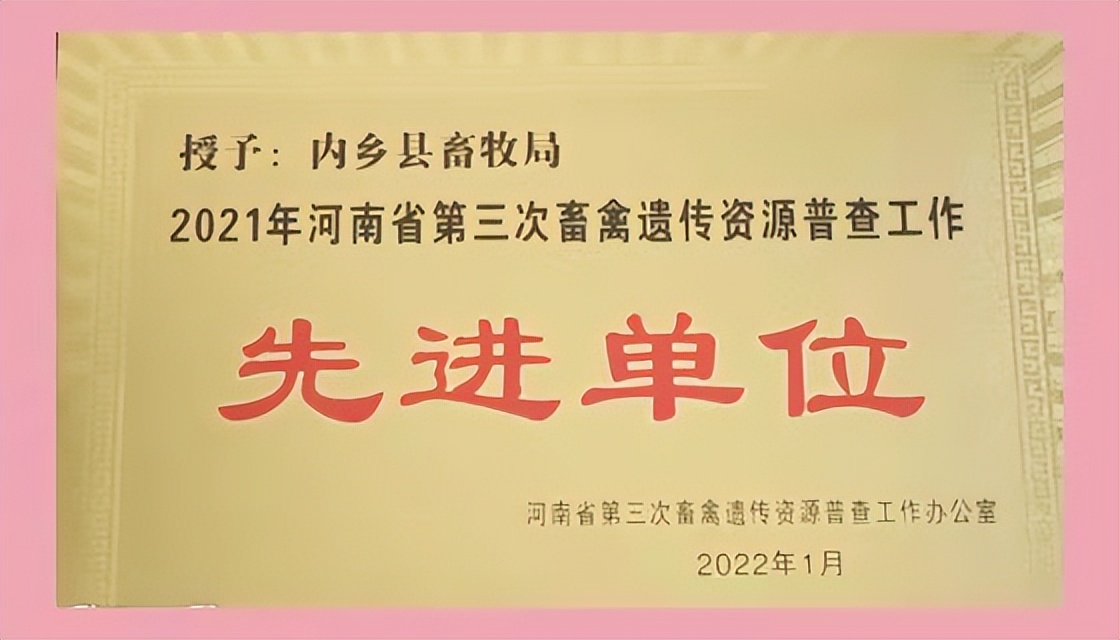 授予：内乡县畜牧局
2021年河南省第三次畜禽遗传资源普查工作
先进单位
河南省第三次畜禽遗传资源普查工作办公室
2022年1月